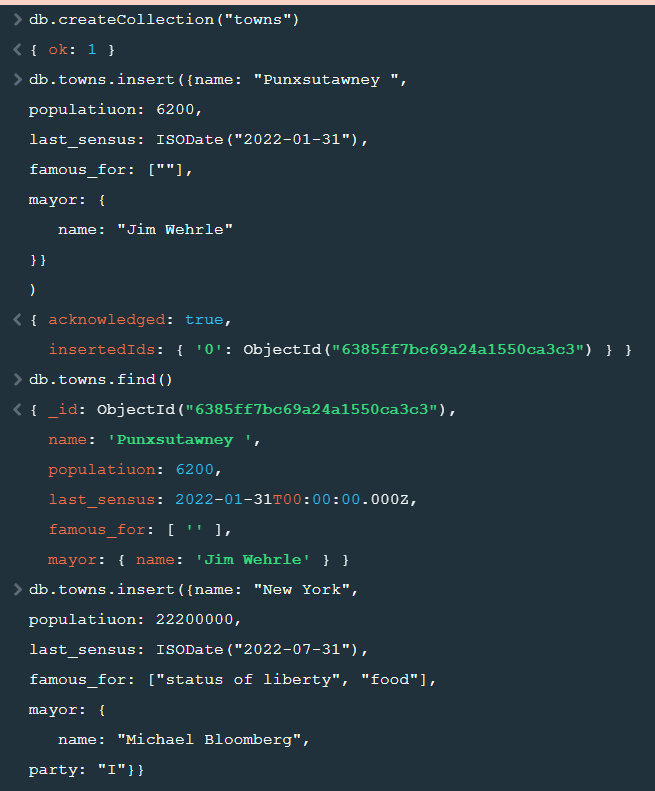 > db.createCollection("towns")
< { ok: 1 }
> db.towns.insert({name: "Punxsutawney ",
populatiuon: 6200,
last_sensus: ISODate("2022-01-31"),
famous_for: [""],
mayor: {
name: "Jim Wehrle"
}}
)
< { acknowledged: true,
insertedIds: { '0': ObjectId("6385ff7bc69a24a1550ca3c3") } }
> db.towns.find()
< { _id: ObjectId("6385ff7bc69a24a1550ca3c3"),
name: 'Punxsutawney ',
populatiuon: 6200,
last_sensus: 2022-01-31T00:00:00.000Z,
famous_for: [ '' ],
mayor: { name: 'Jim Wehrle' } }
> db.towns.insert({name: "New York",
populatiuon: 22200000,
last_sensus: ISODate("2022-07-31"),
famous_for: ["status of liberty", "food"],
mayor: {
name: "Michael Bloomberg",
party: "I"}}